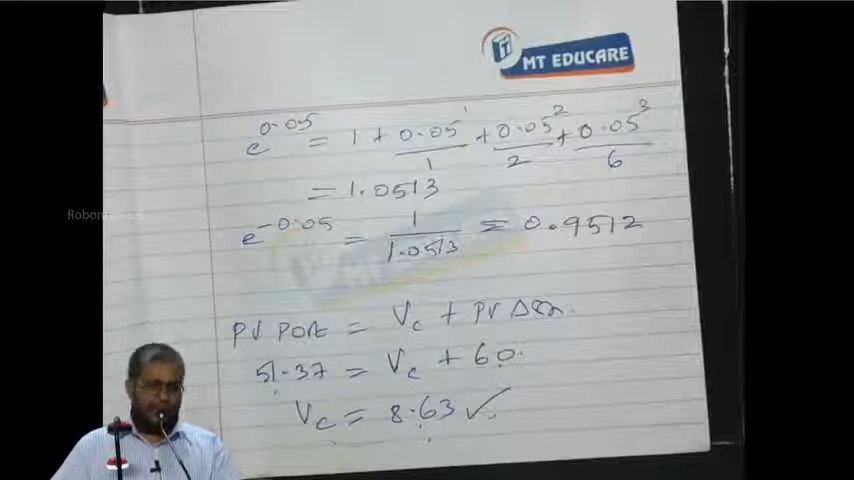 MT EDUCARE
e^0.05 = 1 + 0.05^1/1 + 0.05^2/2 + 0.05^3/6
= 1.0513
e^-0.05 = 1/1.0513 = 0.9512
PV Port = Vc + PV
51.37 = Vc + 60.
Vc = 8.63 ✓